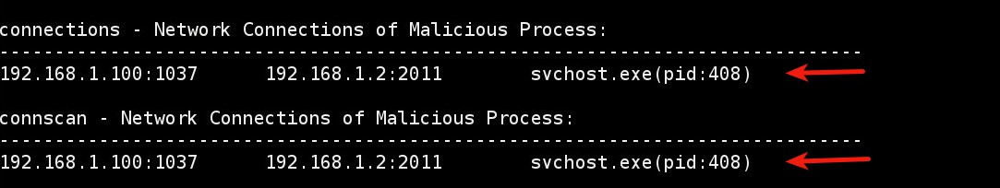 connections - Network Connections of Malicious Process:
------------------------------------------------------------------------------
192.168.1.100:1037      192.168.1.2:2011        svchost.exe(pid:408)
connscan - Network Connections of Malicious Process:
------------------------------------------------------------------------------
192.168.1.100:1037      192.168.1.2:2011        svchost.exe(pid:408)